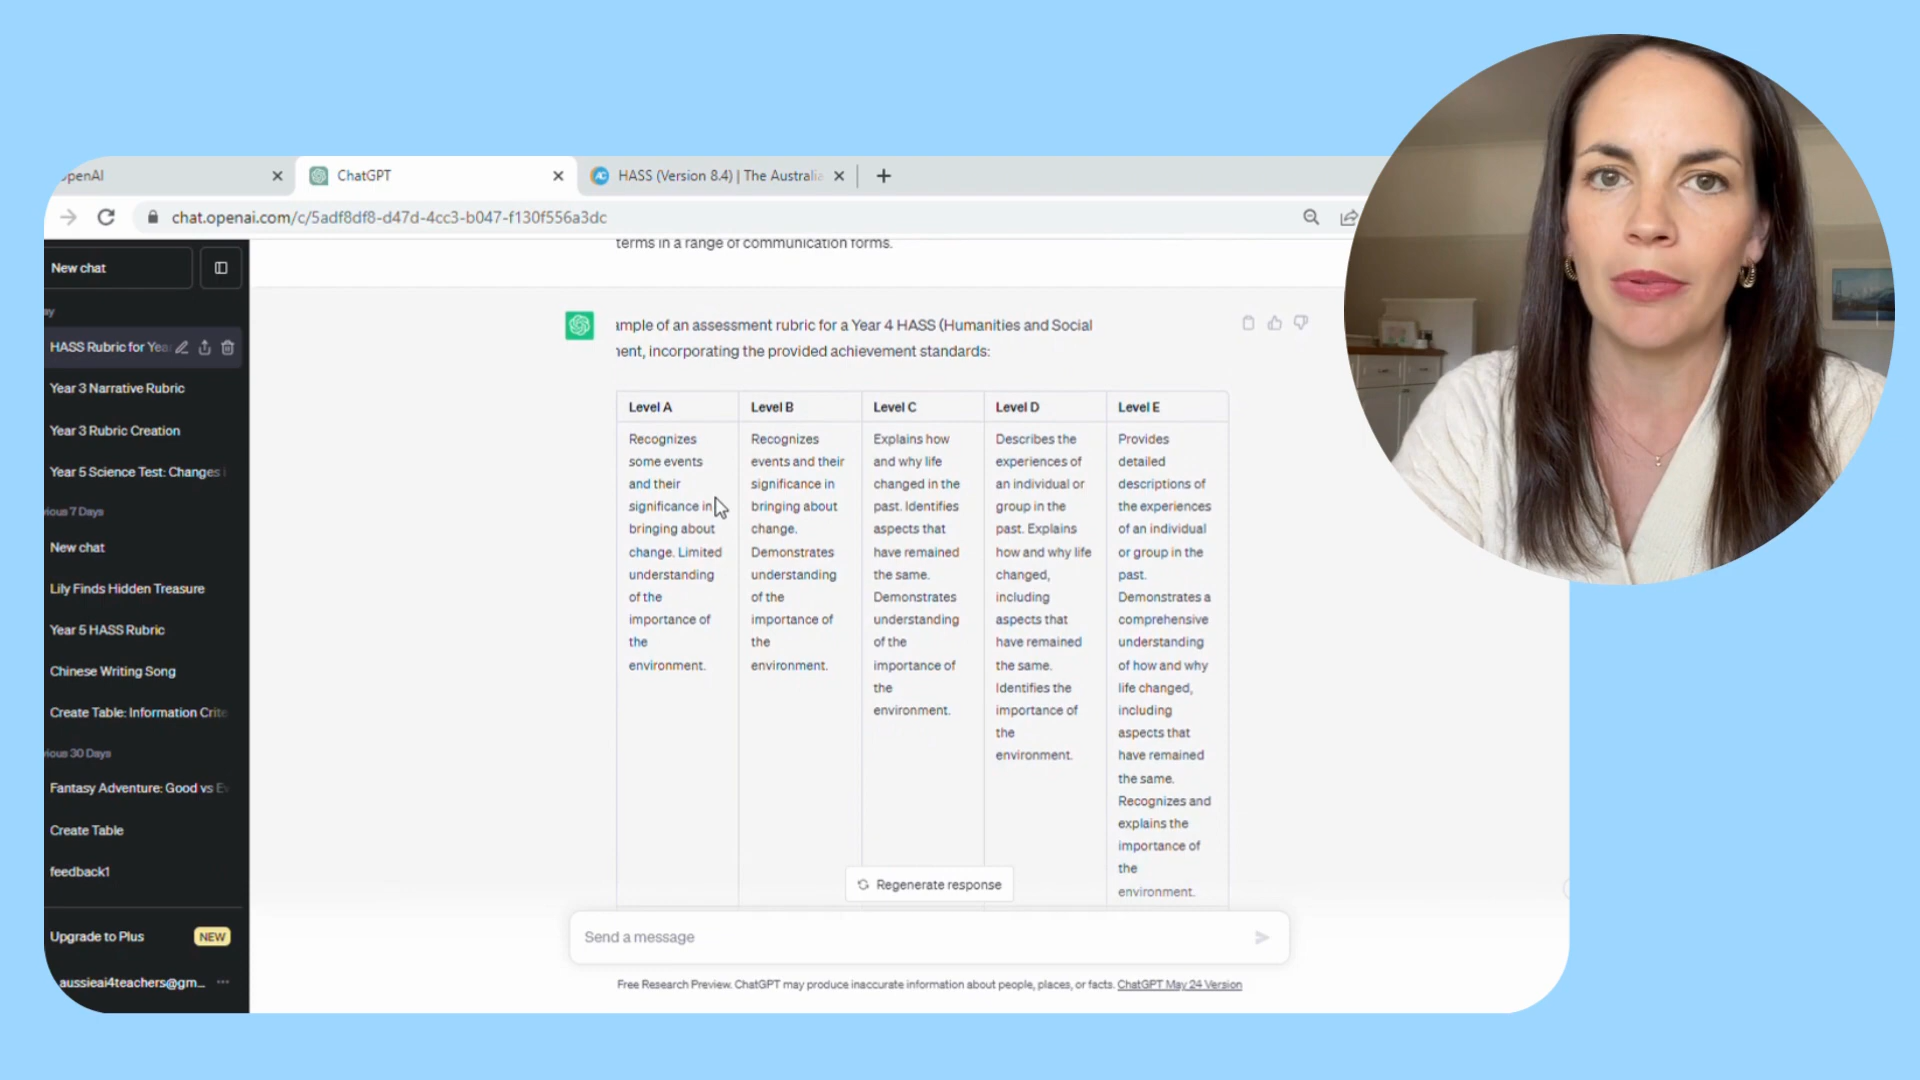 OpenAI
ChatGPT
HASS (Version 8.4) | The Australia
chat.openai.com/c/5adf8df8-d47d-4cc3-b047-f130f556a3dc
New chat
ay
HASS Rubric for Yea
Year 3 Narrative Rubric
Year 3 Rubric Creation
Year 5 Science Test: Changes i
ious 7 Days
New chat
Lily Finds Hidden Treasure
Year 5 HASS Rubric
Chinese Writing Song
Create Table: Information Crite
ious 30 Days
Fantasy Adventure: Good vs Ev
Create Table
feedback1
Upgrade to Plus NEW
aussieai4teachers@gm...
terms in a range of communication forms.
ample of an assessment rubric for a Year 4 HASS (Humanities and Social
nent, incorporating the provided achievement standards:
Level A
Recognizes
some events
and their
significance in
bringing about
change. Limited
understanding
of the
importance of
the
environment.
Level B
Recognizes
events and their
significance in
bringing about
change.
Demonstrates
understanding
of the
importance of
the
environment.
Level C
Explains how
and why life
changed in the
past. Identifies
aspects that
have remained
the same.
Demonstrates
understanding
of the
importance of
the
environment.
Level D
Describes the
experiences of
an individual or
group in the
past. Explains
how and why life
changed,
including
aspects that
have remained
the same.
Identifies the
importance of
the
environment.
Level E
Provides
detailed
descriptions of
the experiences
of an individual
or group in the
past.
Demonstrates a
comprehensive
understanding
of how and why
life changed,
including
aspects that
have remained
the same.
Recognizes and
explains the
importance of
the
environment.
Regenerate response
Send a message
Free Research Preview. ChatGPT may produce inaccurate information about people, places, or facts. ChatGPT May 24 Version